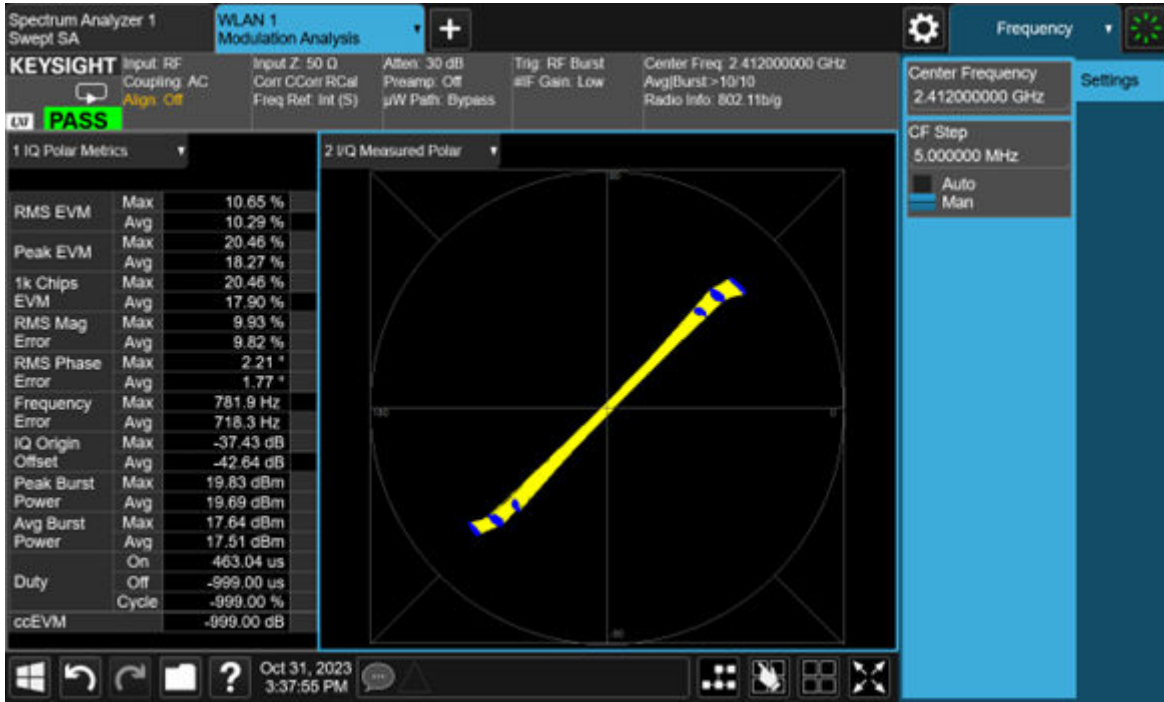 Spectrum Analyzer 1
Swept SA
WLAN 1
Modulation Analysis
Frequency
KEYSIGHT
Input: RF
Coupling: AC
Align: Off
Input Z: 50 Ω
Corr CCorr RCal
Freq Ref: Int (S)
Atten: 30 dB
Preamp: Off
µW Path: Bypass
Trig: RF Burst
#IF Gain: Low
Center Freq: 2.412000000 GHz
Avg|Burst:>10/10
Radio Info: 802.11b/g
LXI
PASS
Center Frequency
2.412000000 GHz
Settings
CF Step
5.000000 MHz
Auto
Man
1 IQ Polar Metrics
2 I/Q Measured Polar
RMS EVM Max 10.65 %
Avg 10.29 %
Peak EVM Max 20.46 %
Avg 18.27 %
1k Chips Max 20.46 %
EVM Avg 17.90 %
RMS Mag Max 9.93 %
Error Avg 9.82 %
RMS Phase Max 2.21 °
Error Avg 1.77 °
Frequency Max 781.9 Hz
Error Avg 718.3 Hz
IQ Origin Max -37.43 dB
Offset Avg -42.64 dB
Peak Burst Max 19.83 dBm
Power Avg 19.69 dBm
Avg Burst Max 17.64 dBm
Power Avg 17.51 dBm
On 463.04 us
Duty Off -999.00 us
Cycle -999.00 %
ccEVM -999.00 dB
180
0
?
Oct 31, 2023
3:37:55 PM